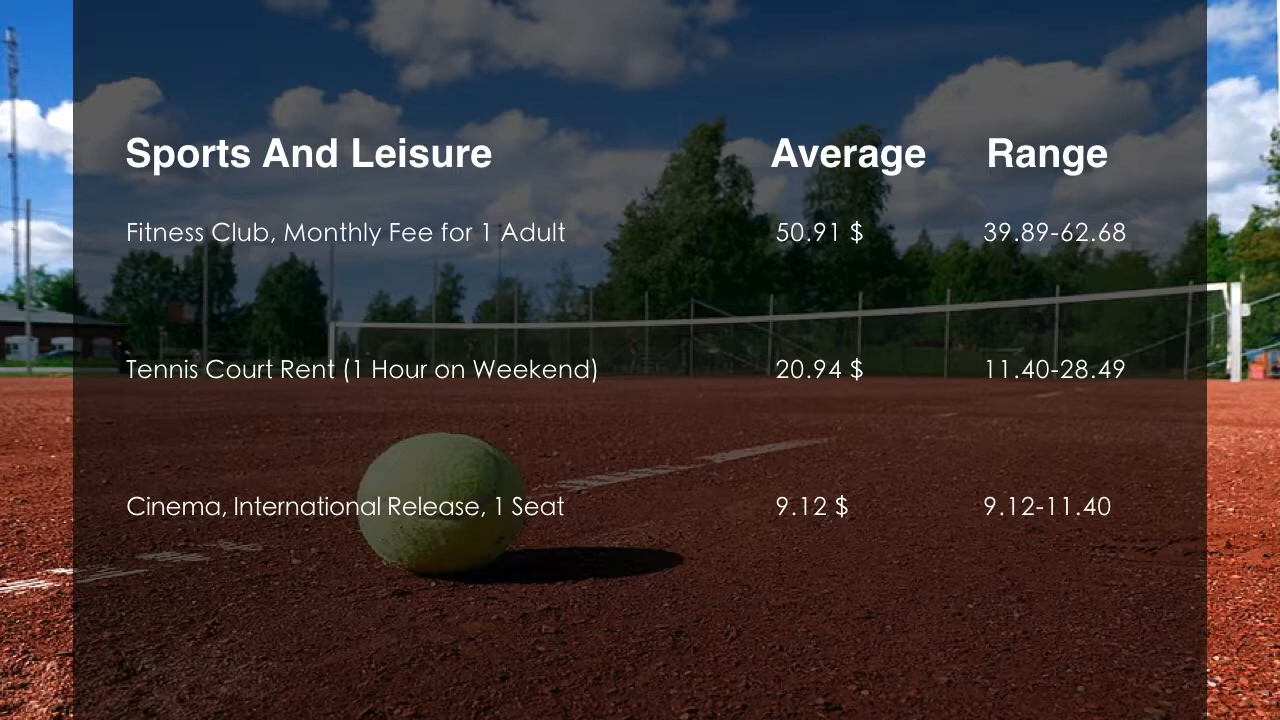 Sports And Leisure Average Range
Fitness Club, Monthly Fee for 1 Adult 50.91 $ 39.89-62.68
Tennis Court Rent (1 Hour on Weekend) 20.94 $ 11.40-28.49
Cinema, International Release, 1 Seat 9.12 $ 9.12-11.40